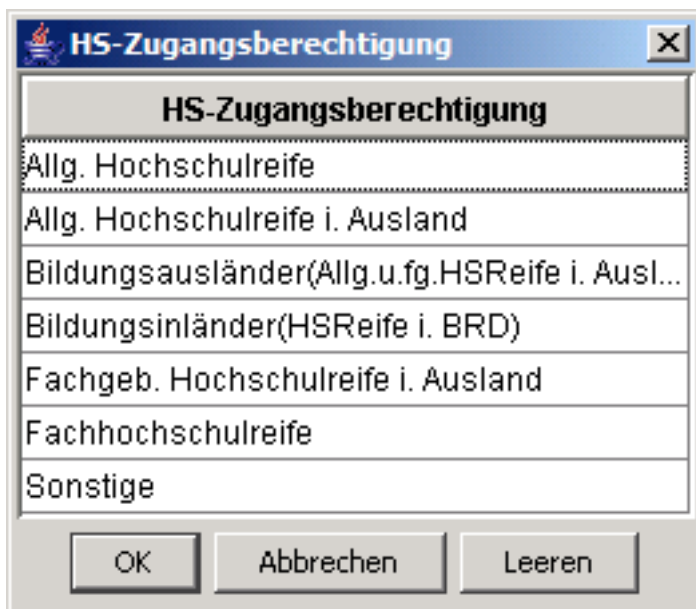 HS-Zugangsberechtigung
HS-Zugangsberechtigung
Allg. Hochschulreife
Allg. Hochschulreife i. Ausland
Bildungsausländer(Allg.u.fg.HSReife i. Ausl...
Bildungsinländer(HSReife i. BRD)
Fachgeb. Hochschulreife i. Ausland
Fachhochschulreife
Sonstige
OK Abbrechen Leeren